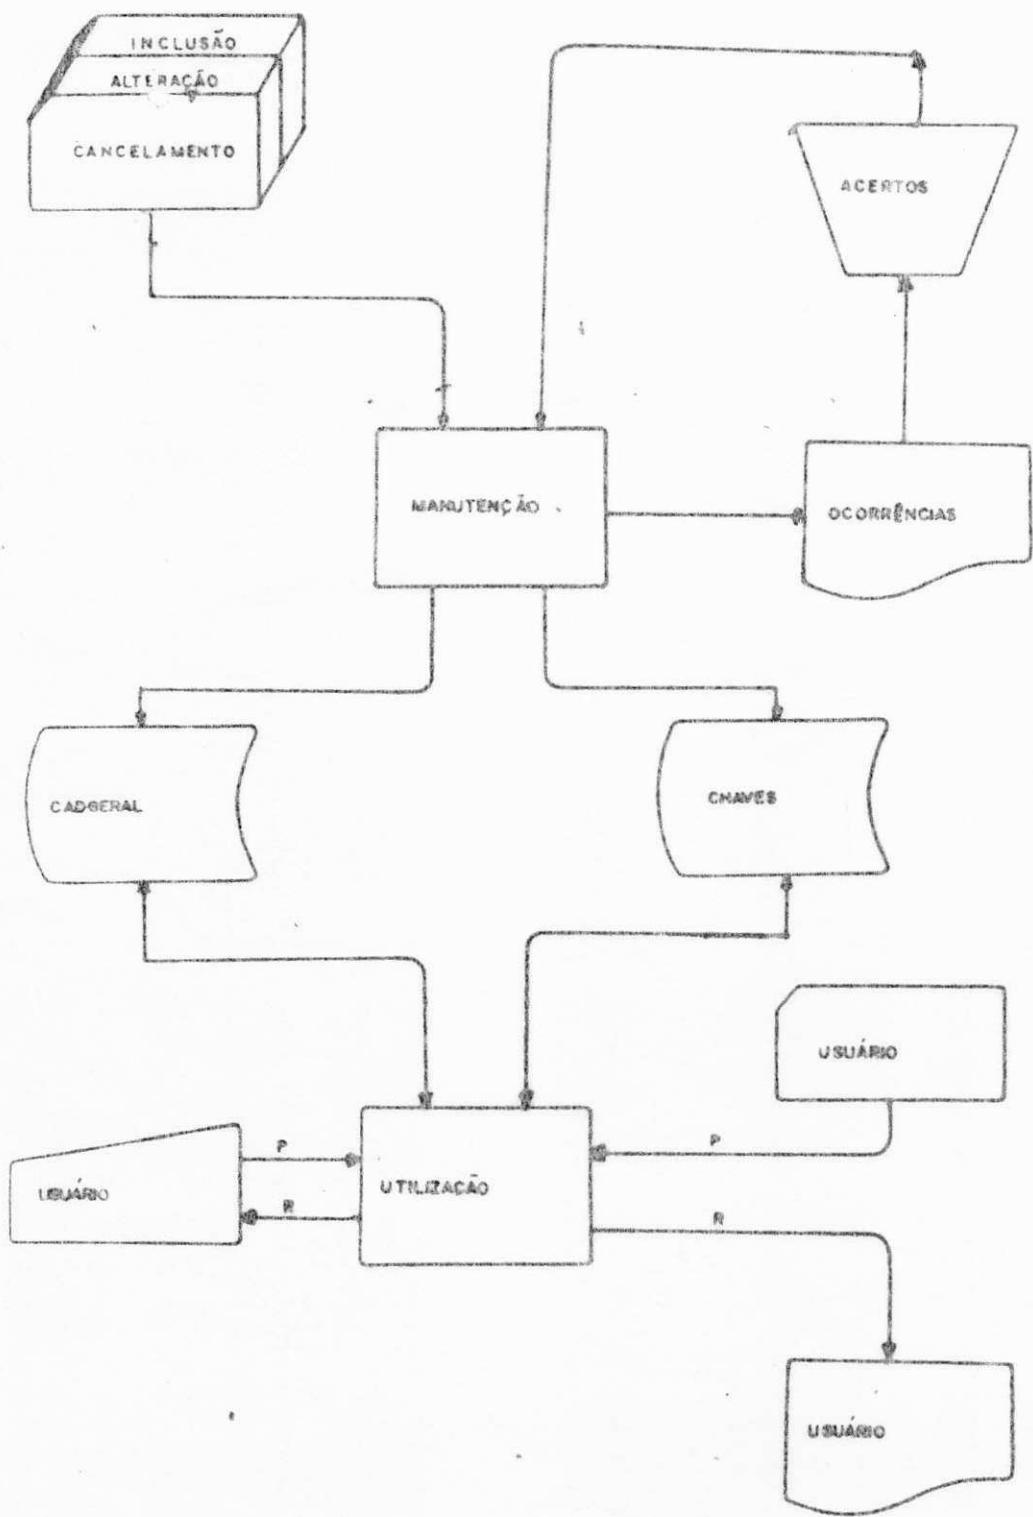 INCLUSÃO
ALTERAÇÃO
CANCELAMENTO
ACERTOS
MANUTENÇÃO
OCORRÊNCIAS
CADGERAL
CHAVES
USUÁRIO
P
P
USUÁRIO
UTILIZAÇÃO
R
R
USUÁRIO